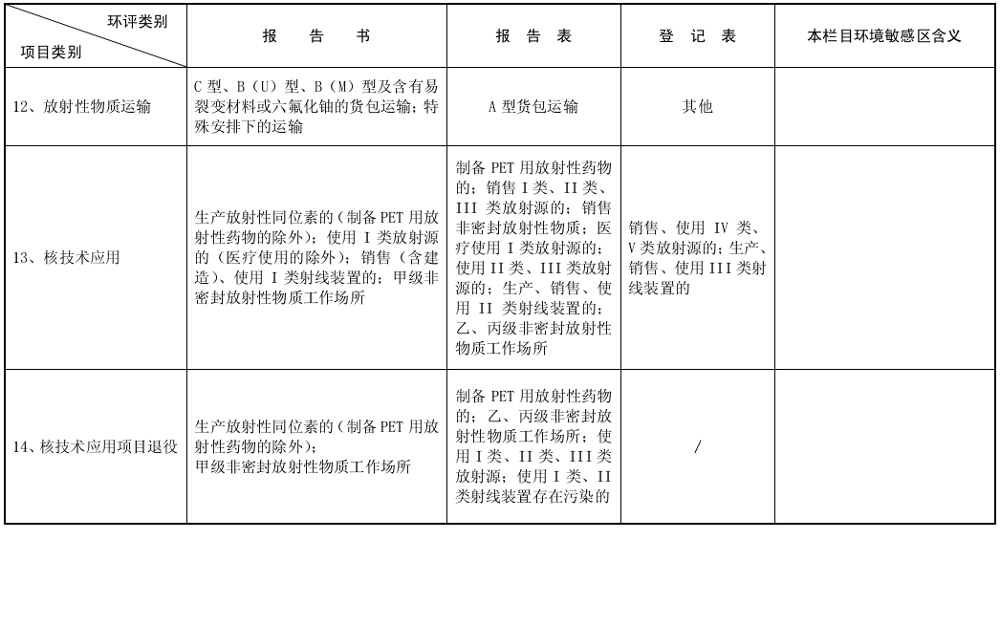 环评类别
项目类别
报 告 书
报 告 表
登 记 表
本栏目环境敏感区含义
12、放射性物质运输
C 型、B（U）型、B（M）型及含有易
裂变材料或六氟化铀的货包运输；特
殊安排下的运输
A 型货包运输
其他
13、核技术应用
生产放射性同位素的（制备 PET 用放
射性药物的除外）；使用 I 类放射源
的（医疗使用的除外）；销售（含建
造）、使用 I 类射线装置的；甲级非
密封放射性物质工作场所
制备 PET 用放射性药物
的；销售 I 类、II 类、
III 类放射源的；销售
非密封放射性物质；医
疗使用 I 类放射源的；
使用 II 类、III 类放射
源的；生产、销售、使
用 II 类射线装置的；
乙、丙级非密封放射性
物质工作场所
销售、使用 IV 类、
V 类放射源的；生产、
销售、使用 III 类射
线装置的
14、核技术应用项目退役
生产放射性同位素的（制备 PET 用放
射性药物的除外）；
甲级非密封放射性物质工作场所
制备 PET 用放射性药物
的；乙、丙级非密封放
射性物质工作场所；使
用 I 类、II 类、III 类
放射源；使用 I 类、II
类射线装置存在污染的
/